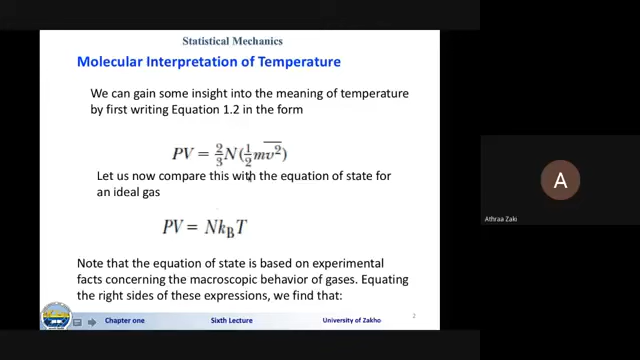 Statistical Mechanics
Molecular Interpretation of Temperature
We can gain some insight into the meaning of temperature
by first writing Equation 1.2 in the form
PV = 2/3 N(1/2 mv̅²)
Let us now compare this with the equation of state for
an ideal gas
PV = Nk_BT
Note that the equation of state is based on experimental
facts concerning the macroscopic behavior of gases. Equating
the right sides of these expressions, we find that:
Chapter one Sixth Lecture University of Zakho 2
A
Athraa Zaki